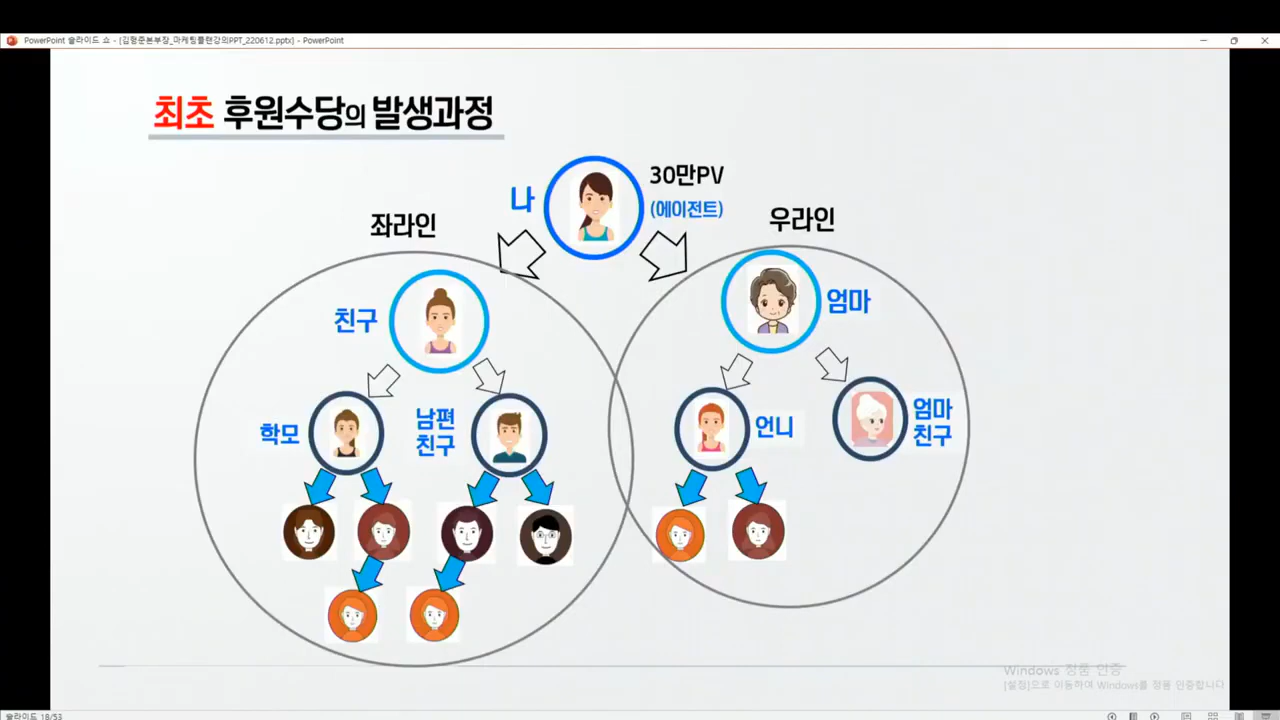 PowerPoint 슬라이드 쇼 - [김형준본부장_마케팅플랜강의PPT_220612.pptx] - PowerPoint
최초 후원수당의 발생과정
30만PV
나
(에이전트)
좌라인
우라인
친구
엄마
학모
남편
친구
언니
엄마
친구
Windows 정품 인증
[설정]으로 이동하여 Windows를 정품 인증합니다
슬라이드 18/53